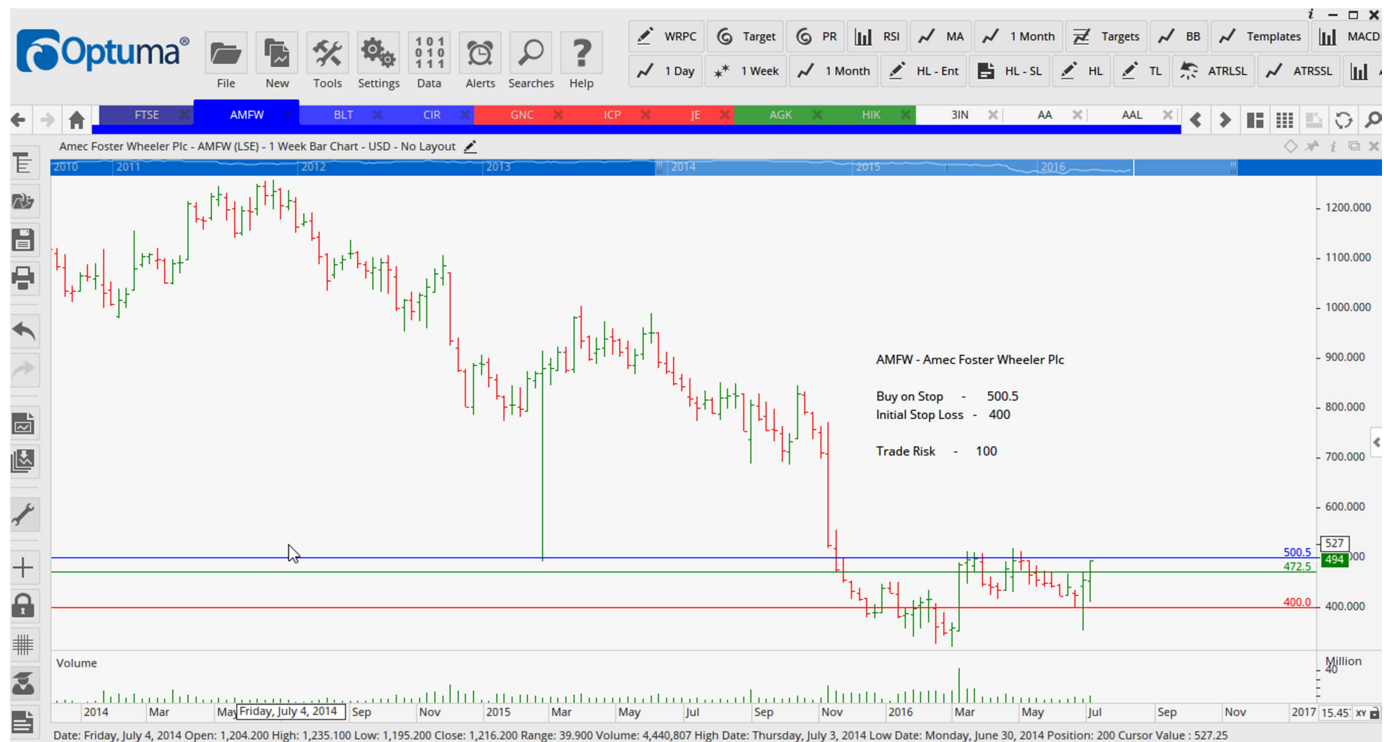 i
Optuma®
File New Tools Settings Data Alerts Searches Help
WRPC Target PR RSI MA 1 Month Targets BB Templates MACD
1 Day 1 Week 1 Month HL - Ent HL - SL HL TL ATRLSL ATRSSL
FTSE AMFW BLT CIR GNC ICP JE AGK HIK 3IN AA AAL
Amec Foster Wheeler Plc - AMFW (LSE) - 1 Week Bar Chart - USD - No Layout
2010 2011 2012 2013 2014 2015 2016
1200.000
1100.000
1000.000
900.000
AMFW - Amec Foster Wheeler Plc
Buy on Stop - 500.5
800.000
Initial Stop Loss - 400
Trade Risk - 100
700.000
600.000
527
500.5
494
472.5
400.0
400.000
Volume
Million
40
2014 Mar May Friday, July 4, 2014 Sep Nov 2015 Mar May Jul Sep Nov 2016 Mar May Jul Sep Nov 2017 15.45 XY
Date: Friday, July 4, 2014 Open: 1,204.200 High: 1,235.100 Low: 1,195.200 Close: 1,216.200 Range: 39.900 Volume: 4,440,807 High Date: Thursday, July 3, 2014 Low Date: Monday, June 30, 2014 Position: 200 Cursor Value : 527.25